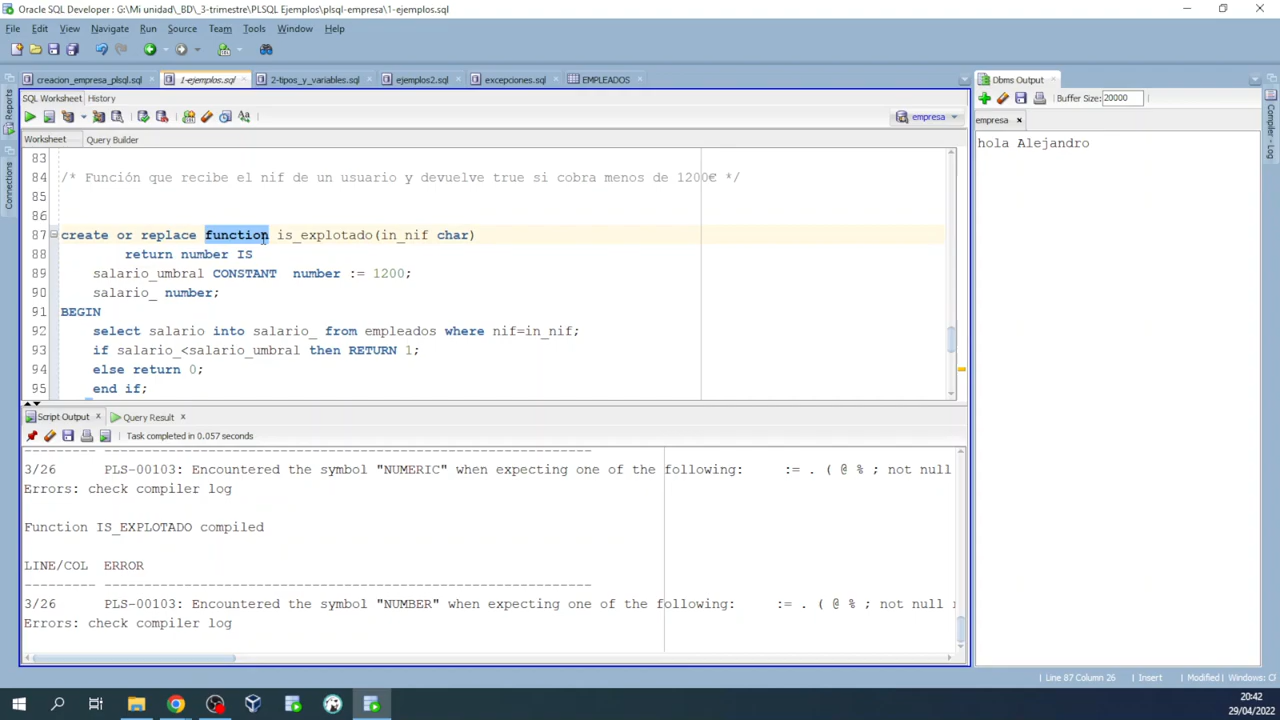 Oracle SQL Developer : G:\Mi unidad\_BD\_3-trimestre\PLSQL Ejemplos\plsql-empresa\1-ejemplos.sql
File Edit View Navigate Run Source Team Tools Window Help
creacion_empresa_plsql.sql 1-ejemplos.sql 2-tipos_y_variables.sql ejemplos2.sql excepciones.sql EMPLEADOS
Dbms Output
SQL Worksheet History
Buffer Size: 20000
empresa
Worksheet Query Builder
empresa
hola Alejandro
Reports
Connections
Compiler - Log
83
84 /* Función que recibe el nif de un usuario y devuelve true si cobra menos de 1200€ */
85
86
87 create or replace function is_explotado(in_nif char)
88 return number IS
89 salario_umbral CONSTANT number := 1200;
90 salario_ number;
91 BEGIN
92 select salario into salario_ from empleados where nif=in_nif;
93 if salario_<salario_umbral then RETURN 1;
94 else return 0;
95 end if;
Script Output Query Result
Task completed in 0.057 seconds
3/26 PLS-00103: Encountered the symbol "NUMERIC" when expecting one of the following: := . ( @ % ; not null
Errors: check compiler log
Function IS_EXPLOTADO compiled
LINE/COL ERROR
--------- -------------------------------------------------------------
3/26 PLS-00103: Encountered the symbol "NUMBER" when expecting one of the following: := . ( @ % ; not null
Errors: check compiler log
Line 87 Column 26 Insert Modified Windows: C
20:42
29/04/2022